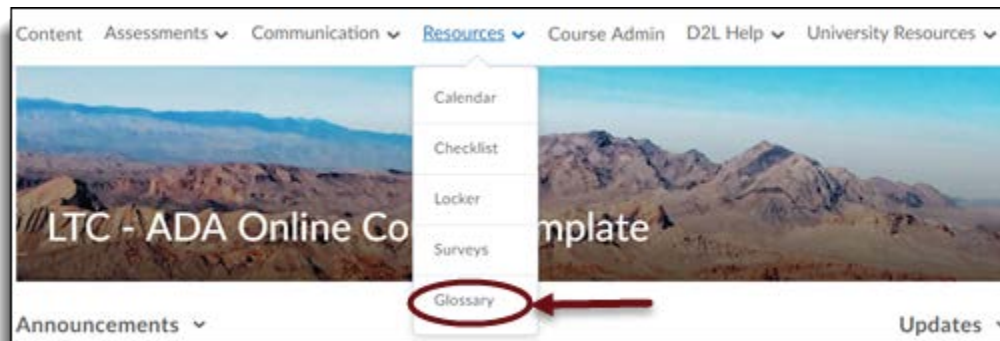 Content Assessments Communication Resources Course Admin D2L Help University Resources
Calendar
Checklist
Locker
LTC - ADA Online Co mplate
Surveys
Glossary
Announcements Updates